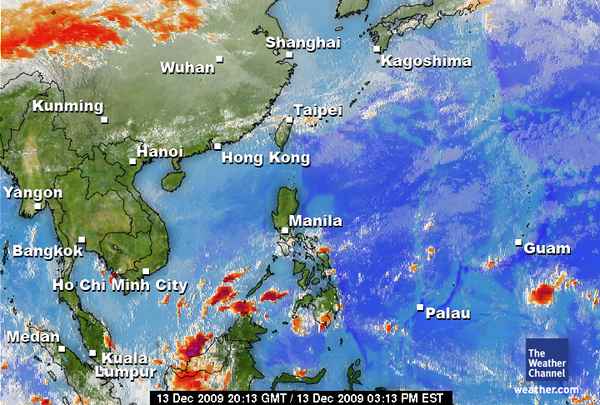 Shanghai
Kagoshima
Wuhan
Kunming
Taipei
Hanoi
Hong Kong
Yangon
Manila
Bangkok
Guam
Ho Chi Minh City
Palau
Medan
Kuala
Lumpur
The
Weather
Channel
weather.com
13 Dec 2009 20:13 GMT / 13 Dec 2009 03:13 PM EST